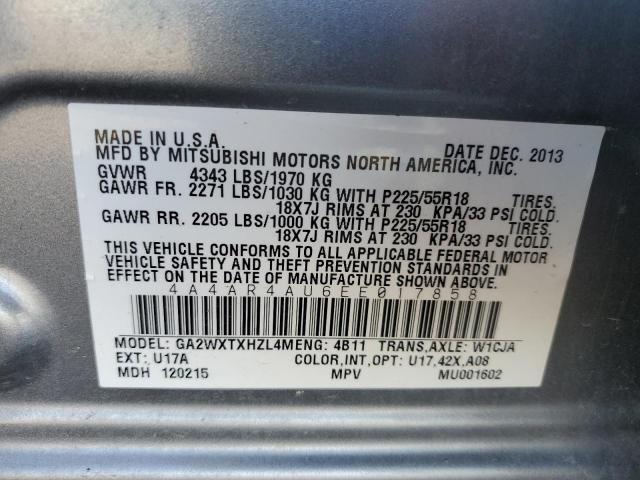 MADE IN U.S.A. DATE DEC. 2013
MFD BY MITSUBISHI MOTORS NORTH AMERICA, INC.
GVWR 4343 LBS/1970 KG
GAWR FR. 2271 LBS/1030 KG WITH P225/55R18 TIRES.
18X7J RIMS AT 230 KPA/33 PSI COLD.
GAWR RR. 2205 LBS/1000 KG WITH P225/55R18 TIRES.
18X7J RIMS AT 230 KPA/33 PSI COLD.
THIS VEHICLE CONFORMS TO ALL APPLICABLE FEDERAL MOTOR
VEHICLE SAFETY AND THEFT PREVENTION STANDARDS IN
EFFECT ON THE DATE OF MANUFACTURE SHOWN ABOVE.
4A4AR4AU6EE017858
MODEL: GA2WXTXHZL4MENG: 4B11 TRANS,AXLE: W1CJA
EXT: U17A COLOR,INT,OPT: U17,42X,A08
MDH 120215 MPV MU001602